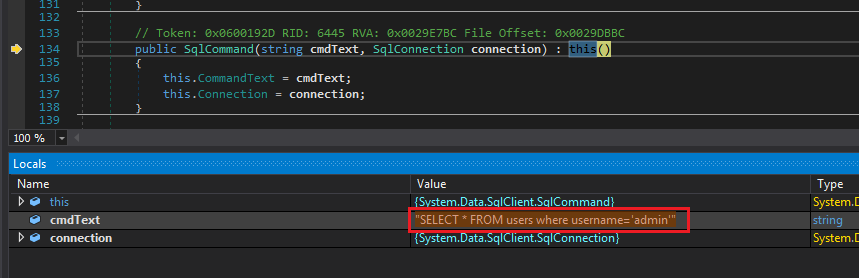 131 }
132
133 // Token: 0x0600192D RID: 6445 RVA: 0x0029E7BC File Offset: 0x0029DBBC
134 public SqlCommand(string cmdText, SqlConnection connection) : this()
135 {
136 this.CommandText = cmdText;
137 this.Connection = connection;
138 }
139
100 %
Locals
Name Value Type
this {System.Data.SqlClient.SqlCommand} System.D
cmdText "SELECT * FROM users where username='admin'" string
connection {System.Data.SqlClient.SqlConnection} System.D